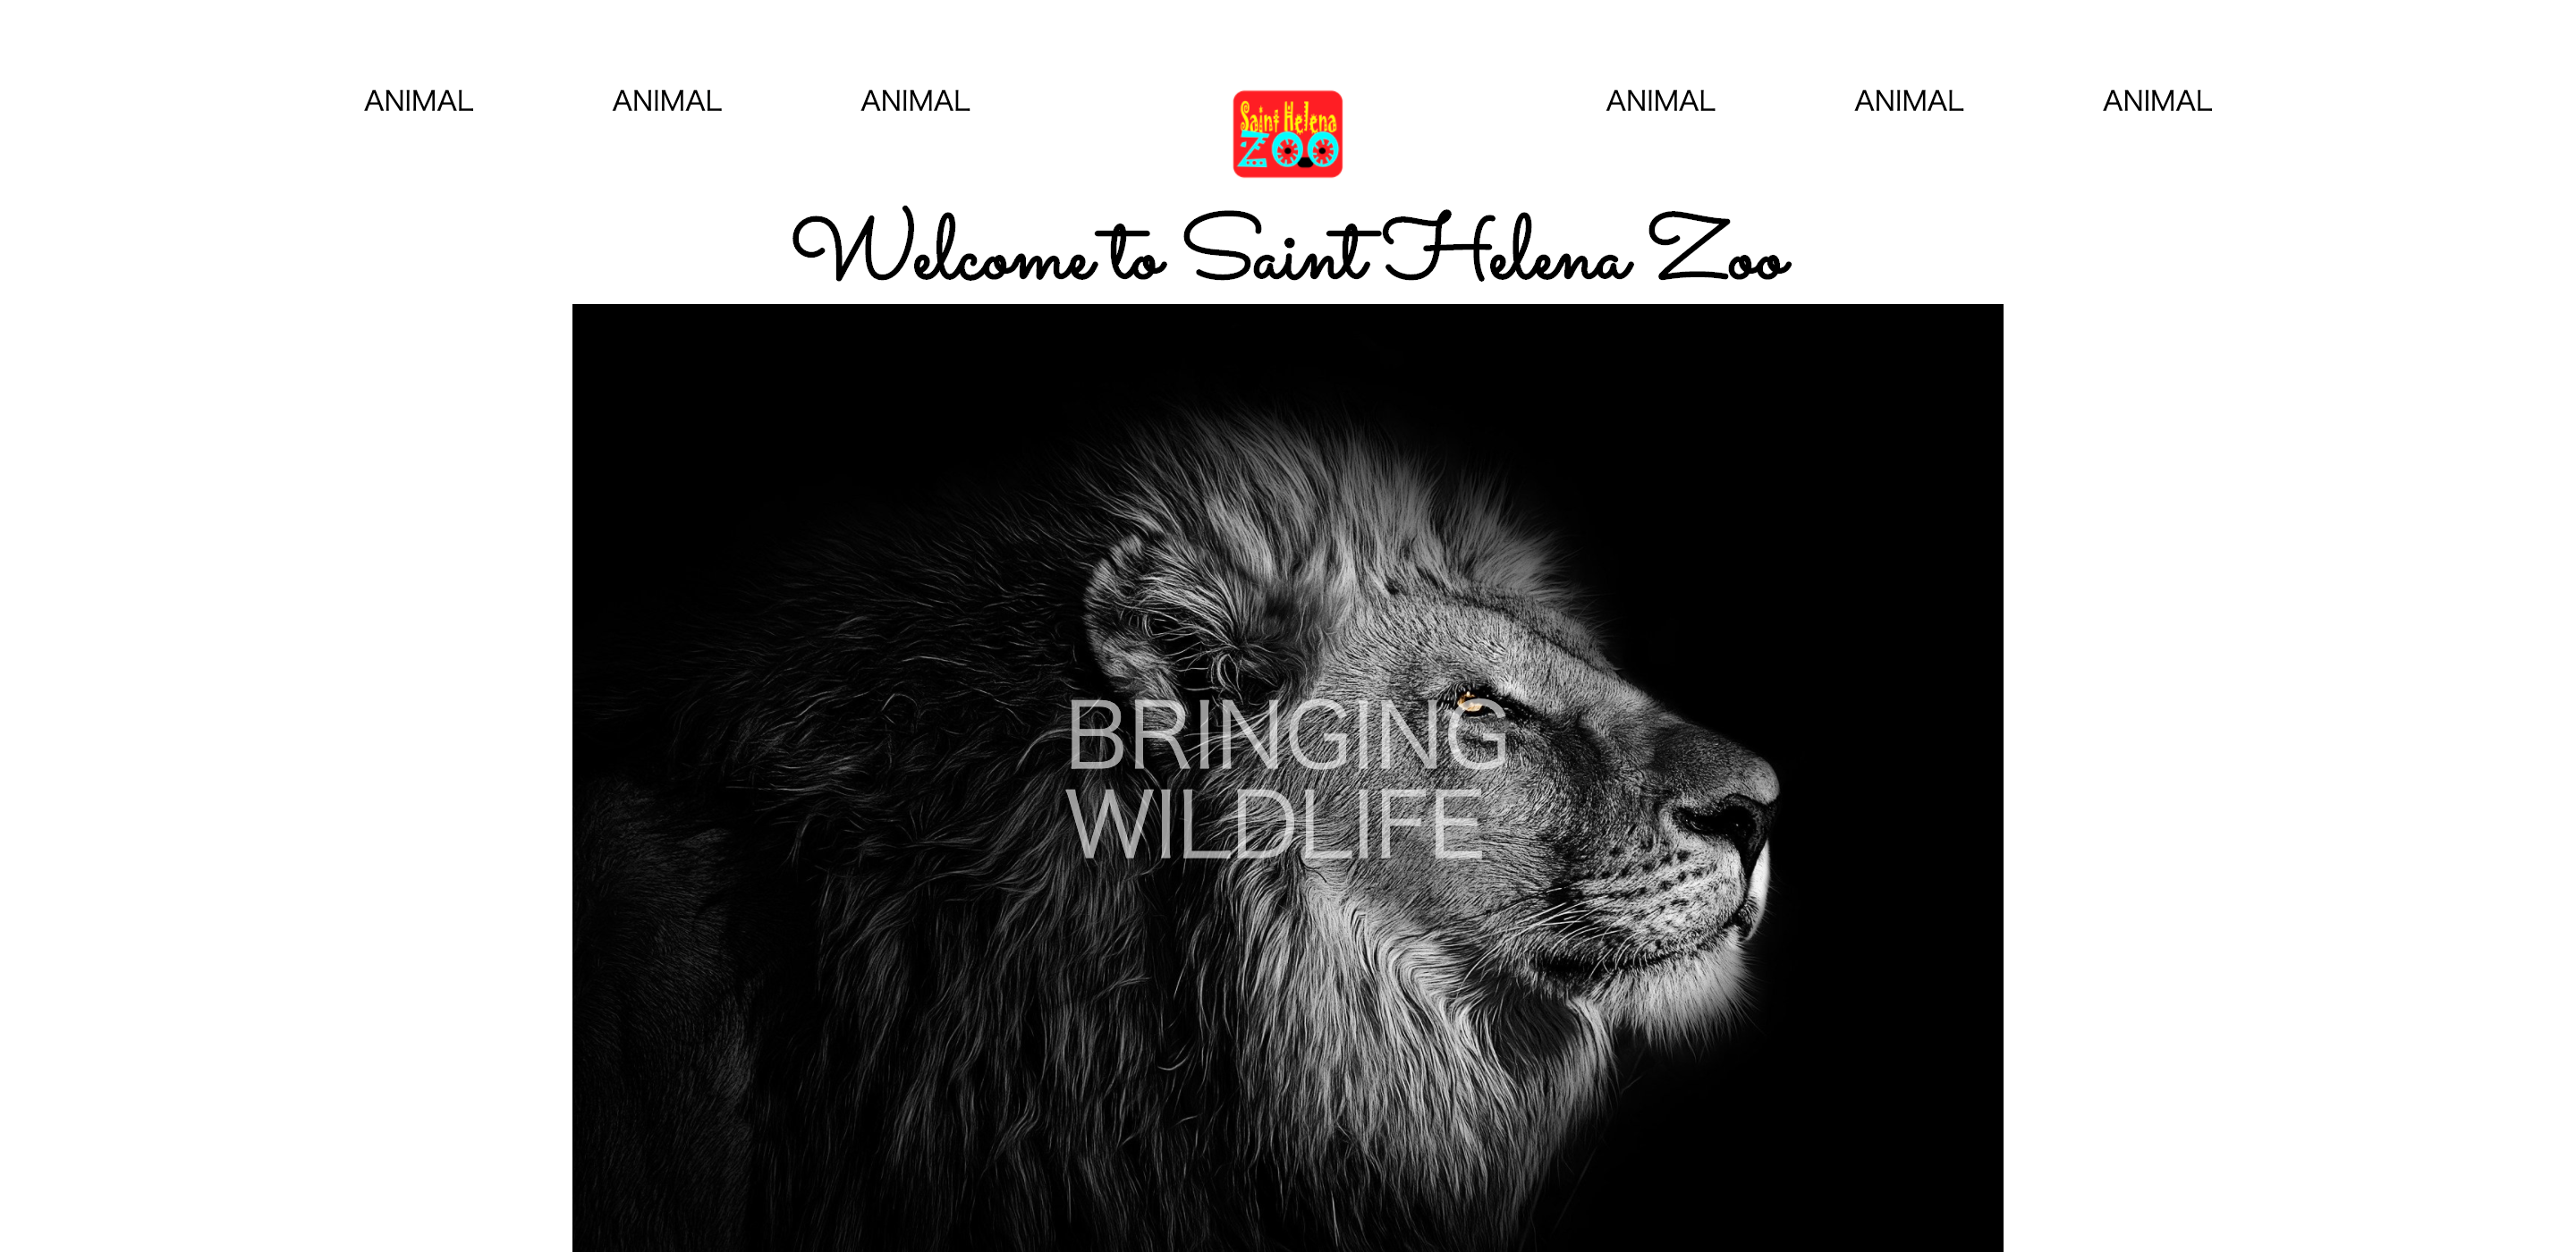 ANIMAL ANIMAL ANIMAL ANIMAL ANIMAL ANIMAL
Saint Helena
ZOO
Welcome to Saint Helena Zoo
BRINGING
WILDLIFE